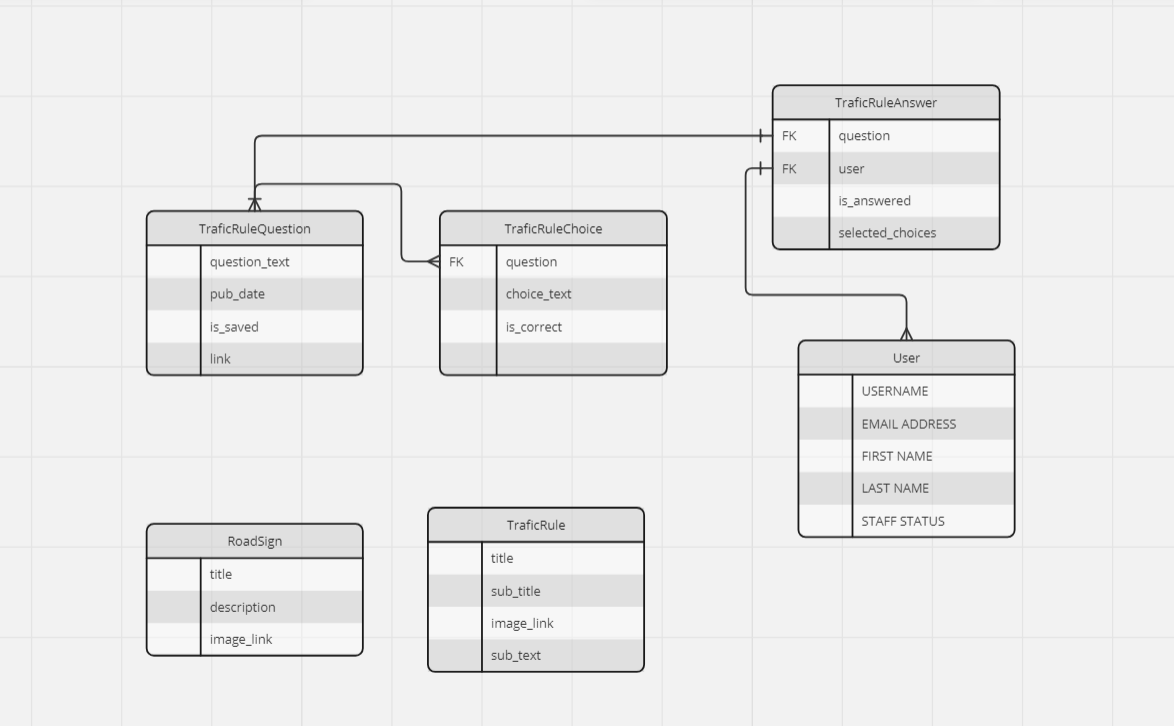 TraficRuleAnswer
FK question
FK user
is_answered
selected_choices
TraficRuleQuestion
question_text
pub_date
is_saved
link
TraficRuleChoice
FK question
choice_text
is_correct
User
USERNAME
EMAIL ADDRESS
FIRST NAME
LAST NAME
STAFF STATUS
RoadSign
title
description
image_link
TraficRule
title
sub_title
image_link
sub_text